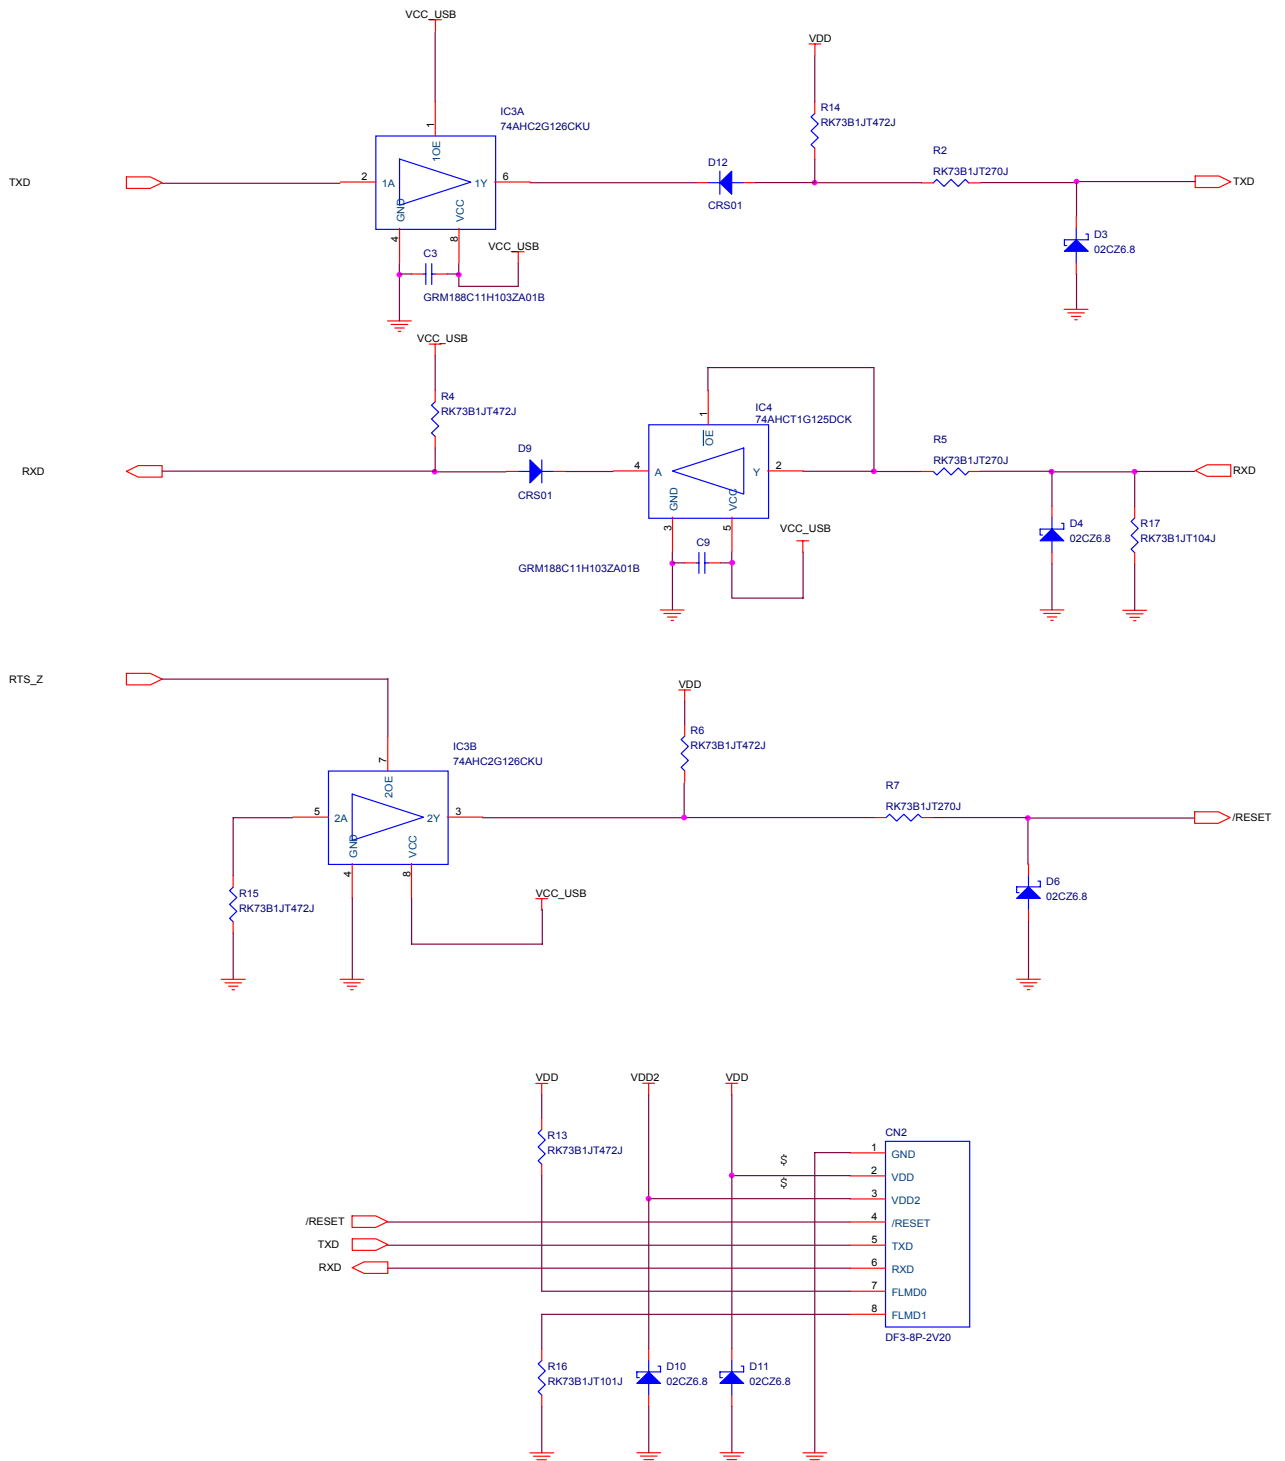 VCC_USB
VDD
IC3A
74AHC2G126CKU
R14
RK73B1JT472J
1
1OE
R2
RK73B1JT270J
D12
CRS01
TXD
2
1A
1Y
6
TXD
GND
VCC
4
8
D3
02CZ6.8
C3
VCC_USB
GRM188C11H103ZA01B
VCC_USB
R4
RK73B1JT472J
IC4
74AHCT1G125DCK
1
OE
D9
CRS01
R5
RK73B1JT270J
RXD
4
A
Y
2
RXD
GND
VCC
3
5
C9
VCC_USB
GRM188C11H103ZA01B
D4
02CZ6.8
R17
RK73B1JT104J
RTS_Z
VDD
R6
RK73B1JT472J
IC3B
74AHC2G126CKU
7
2OE
R7
RK73B1JT270J
5
2A
2Y
3
/RESET
GND
VCC
4
8
R15
RK73B1JT472J
VCC_USB
D6
02CZ6.8
VDD
VDD2
VDD
R13
RK73B1JT472J
CN2
1
GND
$
2
VDD
$
3
VDD2
/RESET
4
/RESET
TXD
5
TXD
RXD
6
RXD
7
FLMD0
8
FLMD1
DF3-8P-2V20
R16
RK73B1JT101J
D10
02CZ6.8
D11
02CZ6.8